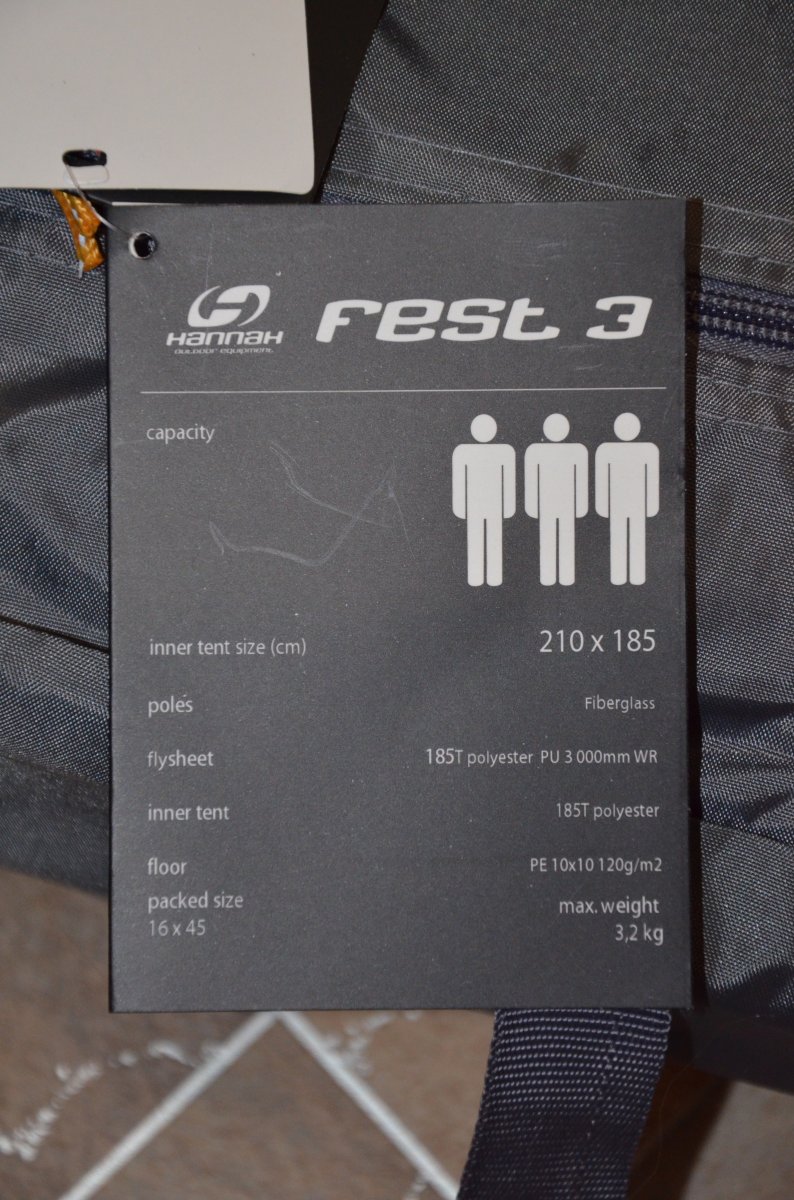 HANNAH
outdoor equipment
Fest 3
capacity
inner tent size (cm) 210 x 185
poles Fiberglass
flysheet 185T polyester PU 3 000mm WR
inner tent 185T polyester
floor PE 10x10 120g/m2
packed size
16 x 45
max. weight
3,2 kg